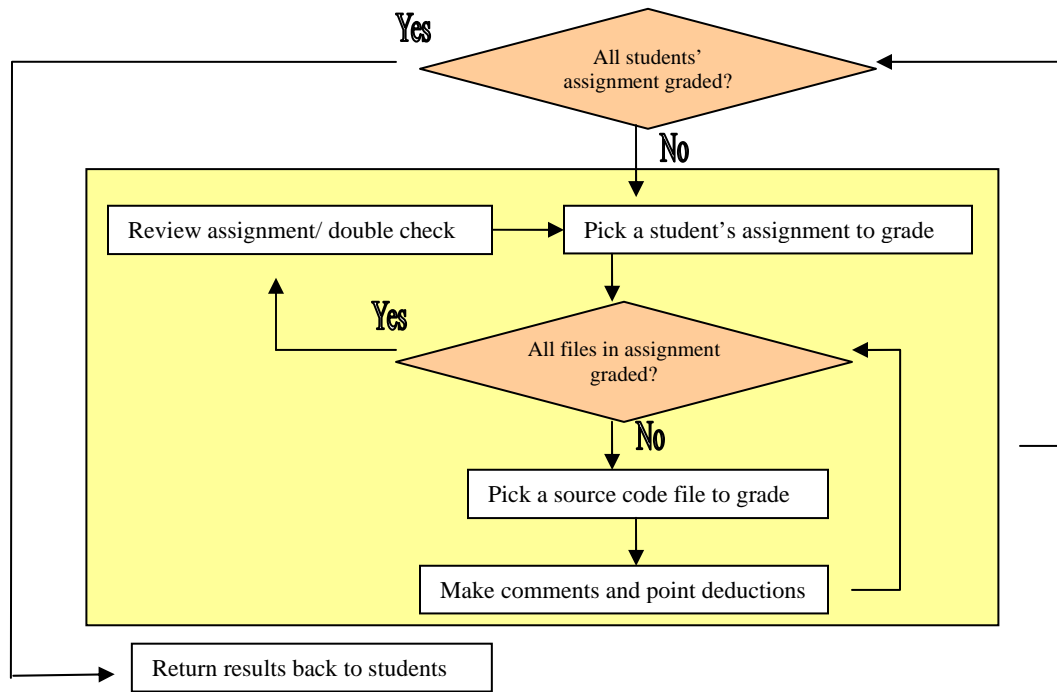 Yes
All students’
assignment graded?
No
Review assignment/ double check
Pick a student’s assignment to grade
Yes
All files in assignment
graded?
No
Pick a source code file to grade
Make comments and point deductions
Return results back to students